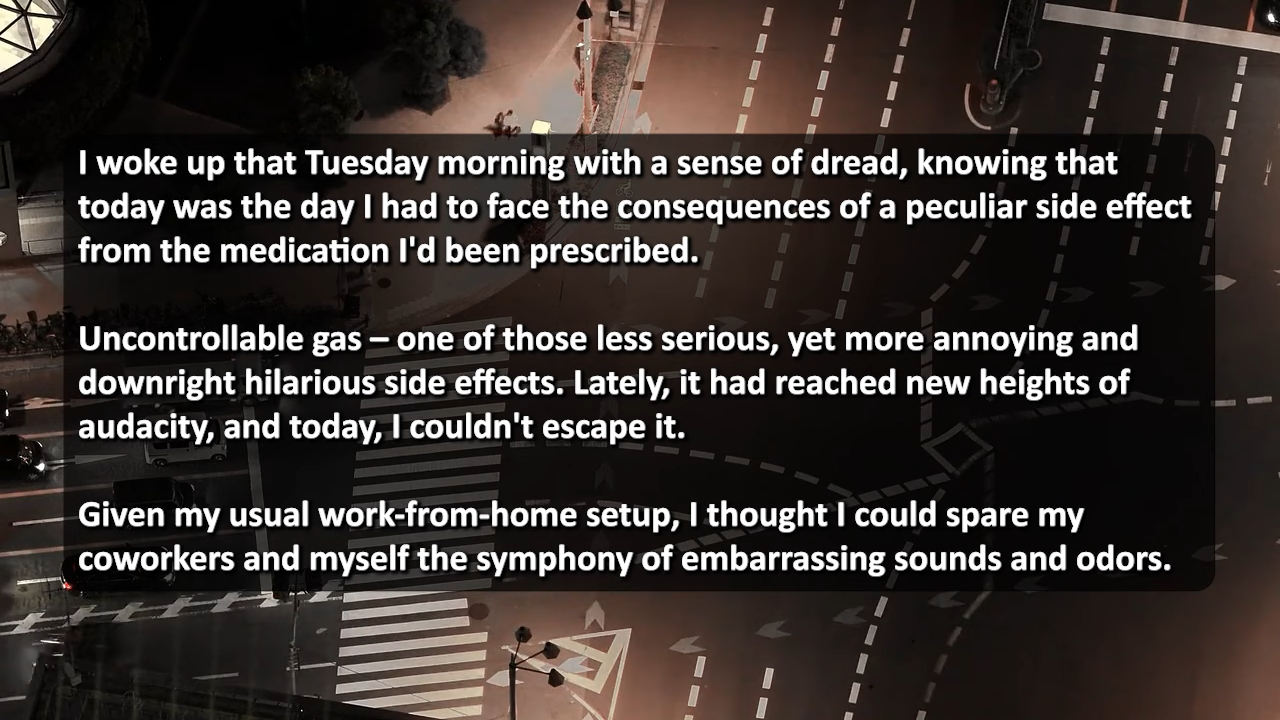 I woke up that Tuesday morning with a sense of dread, knowing that
today was the day I had to face the consequences of a peculiar side effect
from the medication I'd been prescribed.
Uncontrollable gas – one of those less serious, yet more annoying and
downright hilarious side effects. Lately, it had reached new heights of
audacity, and today, I couldn't escape it.
Given my usual work-from-home setup, I thought I could spare my
coworkers and myself the symphony of embarrassing sounds and odors.